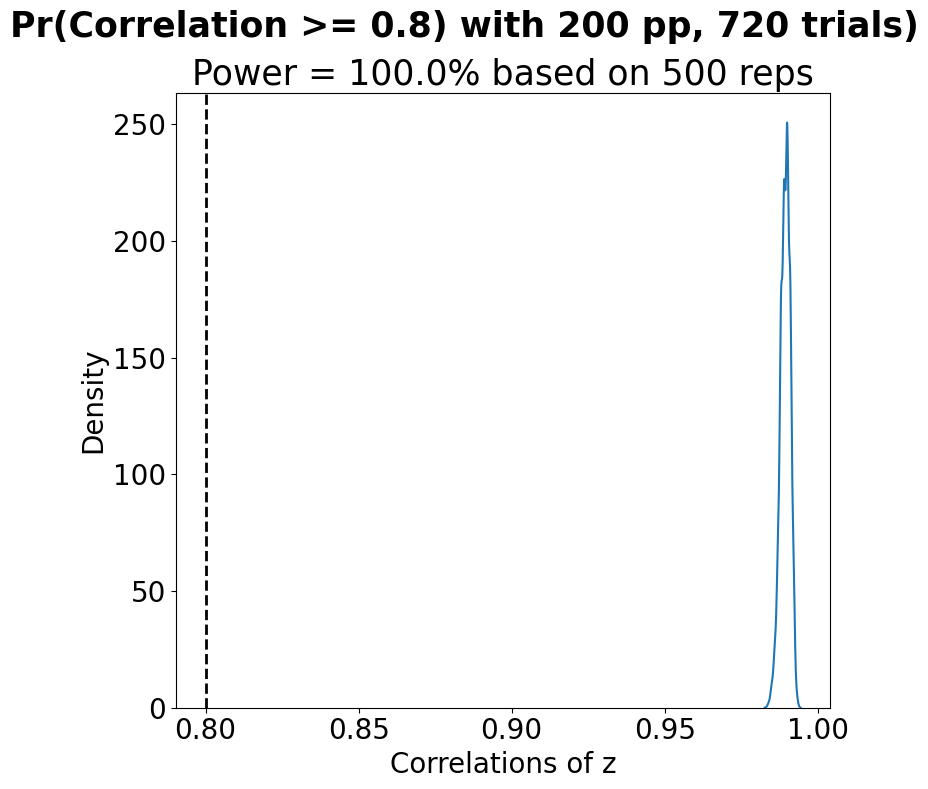 Pr(Correlation >= 0.8) with 200 pp, 720 trials)
Power = 100.0% based on 500 reps
250
200
150
100
50
0
Density
0.80 0.85 0.90 0.95 1.00
Correlations of z